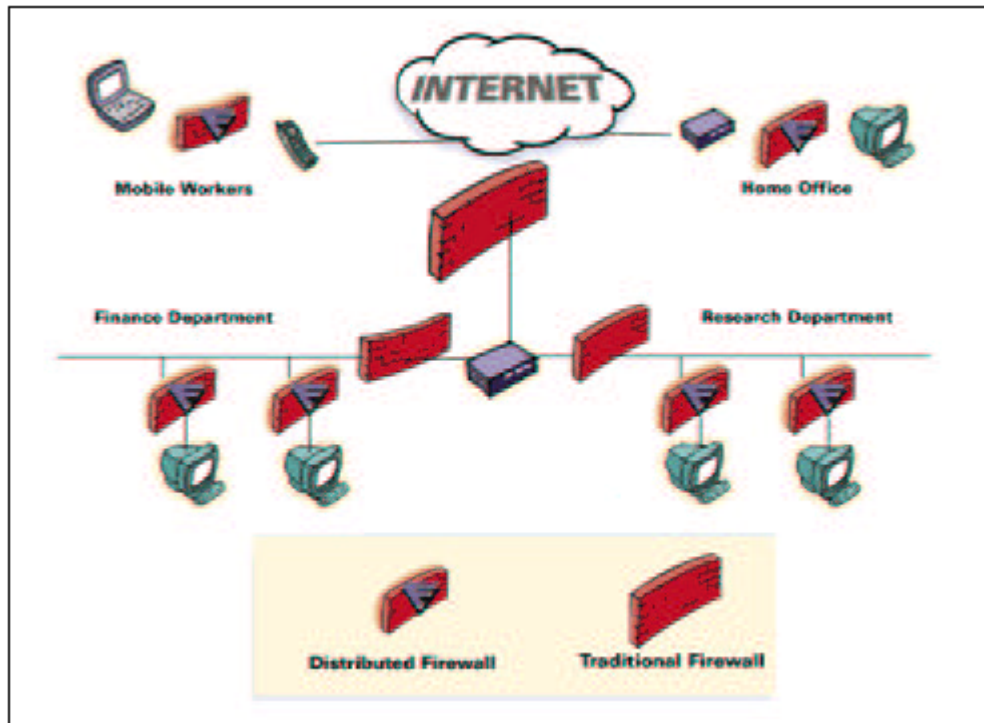 INTERNET
Mobile Workers
Home Office
Finance Department
Research Department
Distributed Firewall
Traditional Firewall